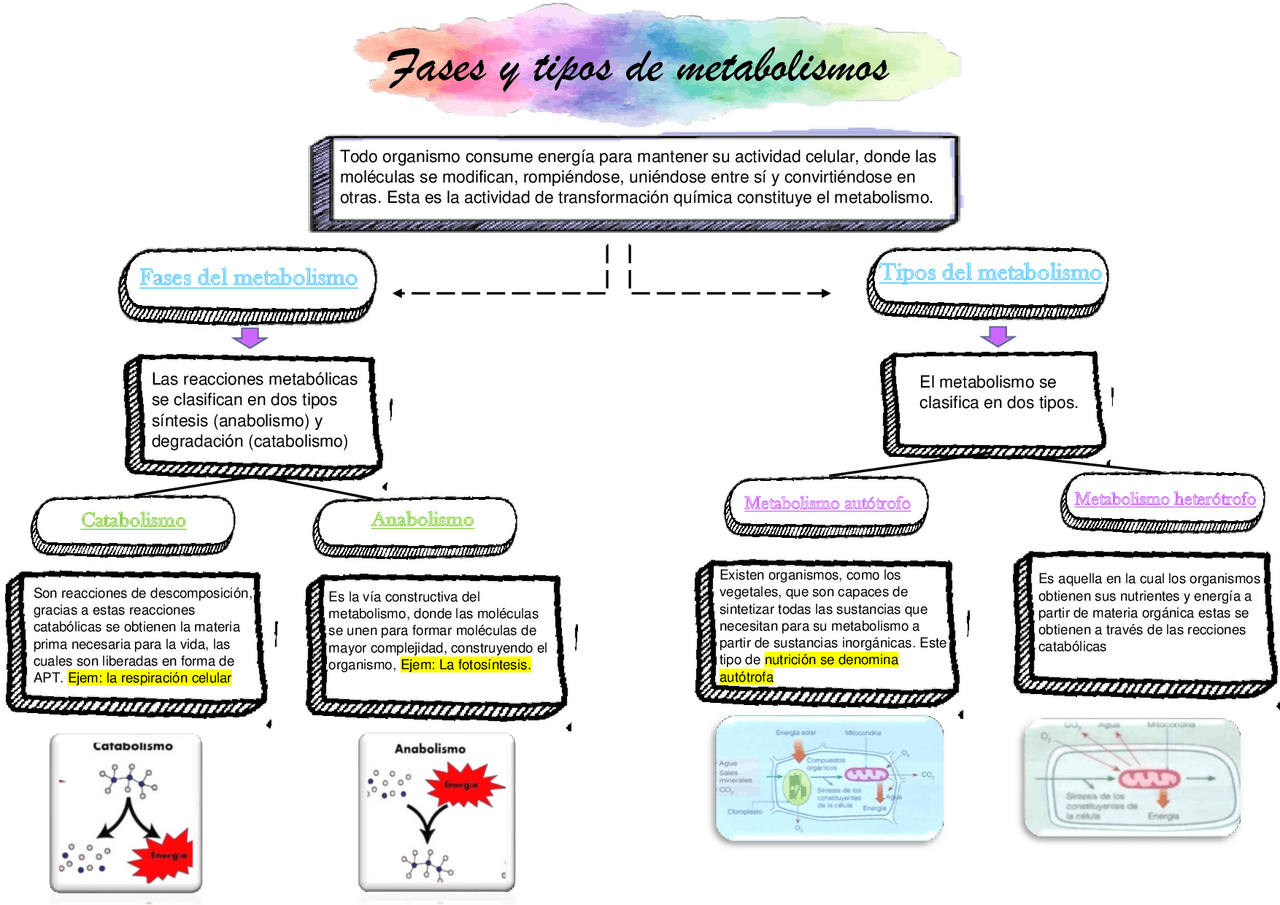 Fases y tipos de metabolismos
Todo organismo consume energía para mantener su actividad celular, donde las
moléculas se modifican, rompiéndose, uniéndose entre sí y convirtiéndose en
otras. Esta es la actividad de transformación química constituye el metabolismo.
Fases del metabolismo
Las reacciones metabólicas
se clasifican en dos tipos
síntesis (anabolismo) y
degradación (catabolismo)
Catabolismo
Son reacciones de descomposición,
gracias a estas reacciones
catabólicas se obtienen la materia
prima necesaria para la vida, las
cuales son liberadas en forma de
APT. Ejem: la respiración celular
Catabolismo
Energía
Anabolismo
Es la vía constructiva del
metabolismo, donde las moléculas
se unen para formar moléculas de
mayor complejidad, construyendo el
organismo, Ejem: La fotosíntesis.
Anabolismo
Energía
Tipos del metabolismo
El metabolismo se
clasifica en dos tipos.
Metabolismo autótrofo
Existen organismos, como los
vegetales, que son capaces de
sintetizar todas las sustancias que
necesitan para su metabolismo a
partir de sustancias inorgánicas. Este
tipo de nutrición se denomina
autótrofa
Energía solar
Mitocondria
Compuestos
orgánicos
O₂
Agua
Sales
minerales
CO₂
CO₂
Síntesis de los
constituyentes
de la célula
Agua
Energía
Cloroplasto
O₂
Metabolismo heterótrofo
Es aquella en la cual los organismos
obtienen sus nutrientes y energía a
partir de materia orgánica estas se
obtienen a través de las recciones
catabólicas
CO₂
Agua
Mitocondria
O₂
Síntesis de los
constituyentes de
la célula
Energía